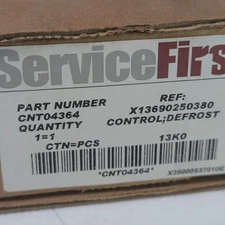 ServiceFirs
PART NUMBER REF:
CNT04364 X13690250380
QUANTITY CONTROL;DEFROST
1=1
CTN=PCS 13K0
*CNT04364*